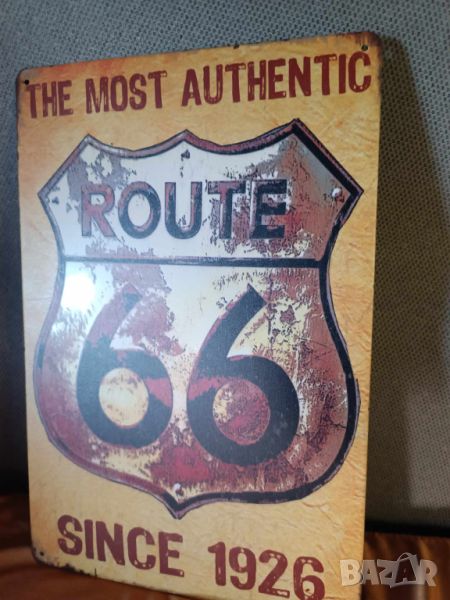 THE MOST AUTHENTIC
ROUTE
66
SINCE 1926
BAZAR